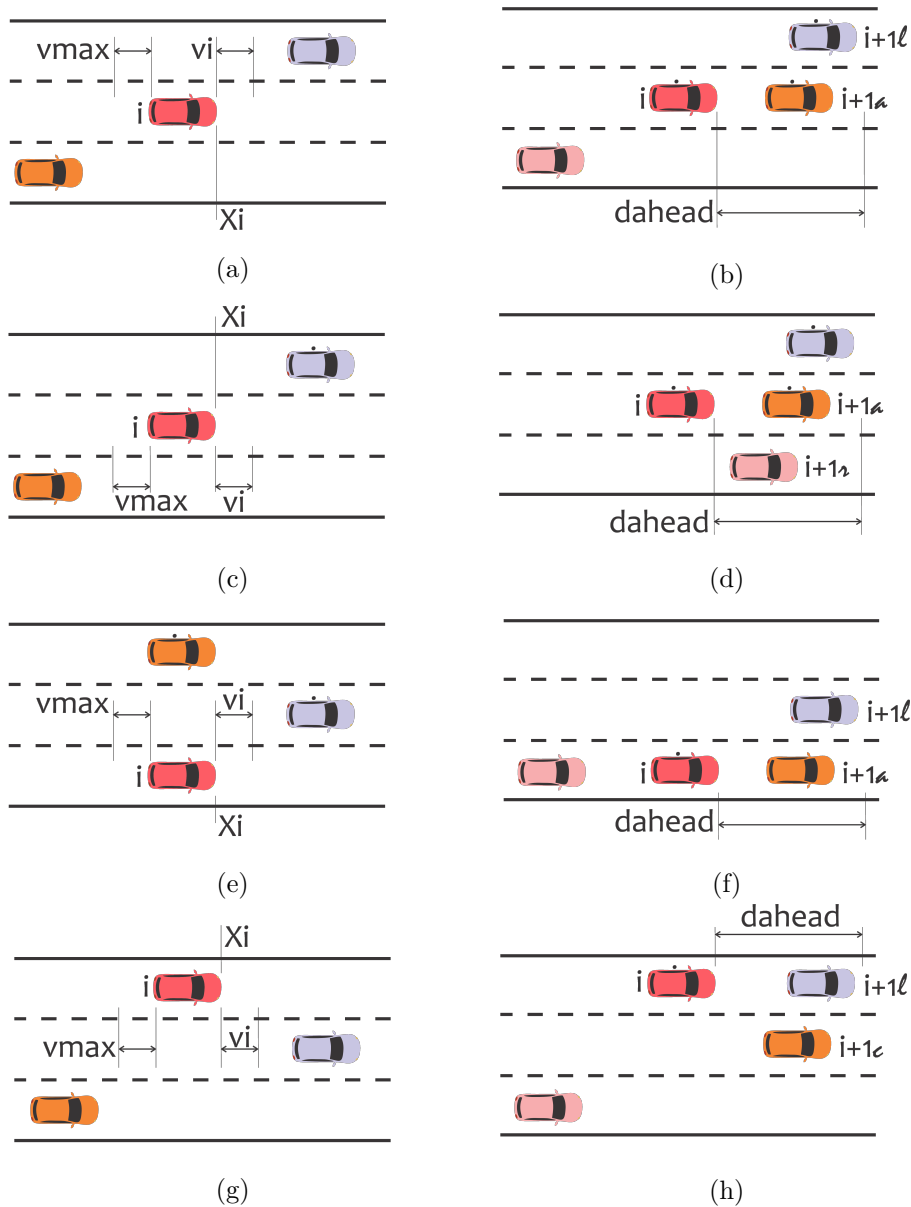 vmax vi
i
Xi
(a)
i+1l
i i+1a
dahead
(b)
Xi
i
vmax vi
(c)
i i+1a
i+1r
dahead
(d)
vmax vi
i
Xi
(e)
i+1l
i i+1a
dahead
(f)
Xi
i
vmax vi
(g)
dahead
i i+1l
i+1c
(h)